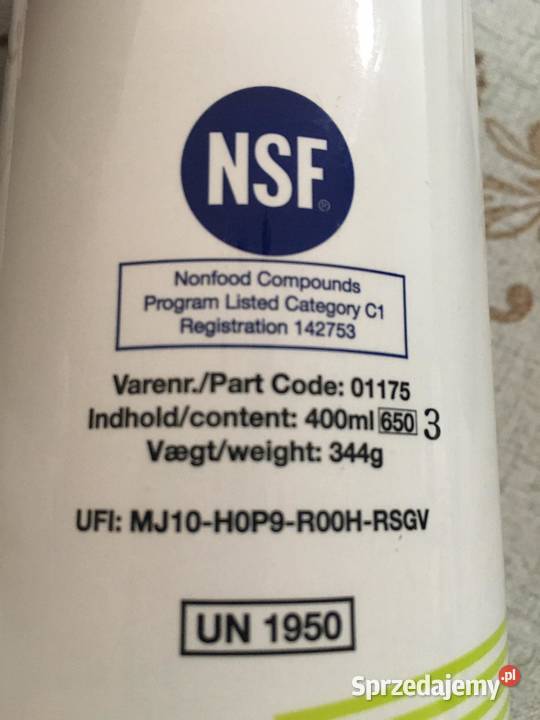 NSF®
Nonfood Compounds
Program Listed Category C1
Registration 142753
Varenr./Part Code: 01175
Indhold/content: 400ml 650 3
Vægt/weight: 344g
UFI: MJ10-H0P9-R00H-RSGV
UN 1950
Sprzedajemy.pl